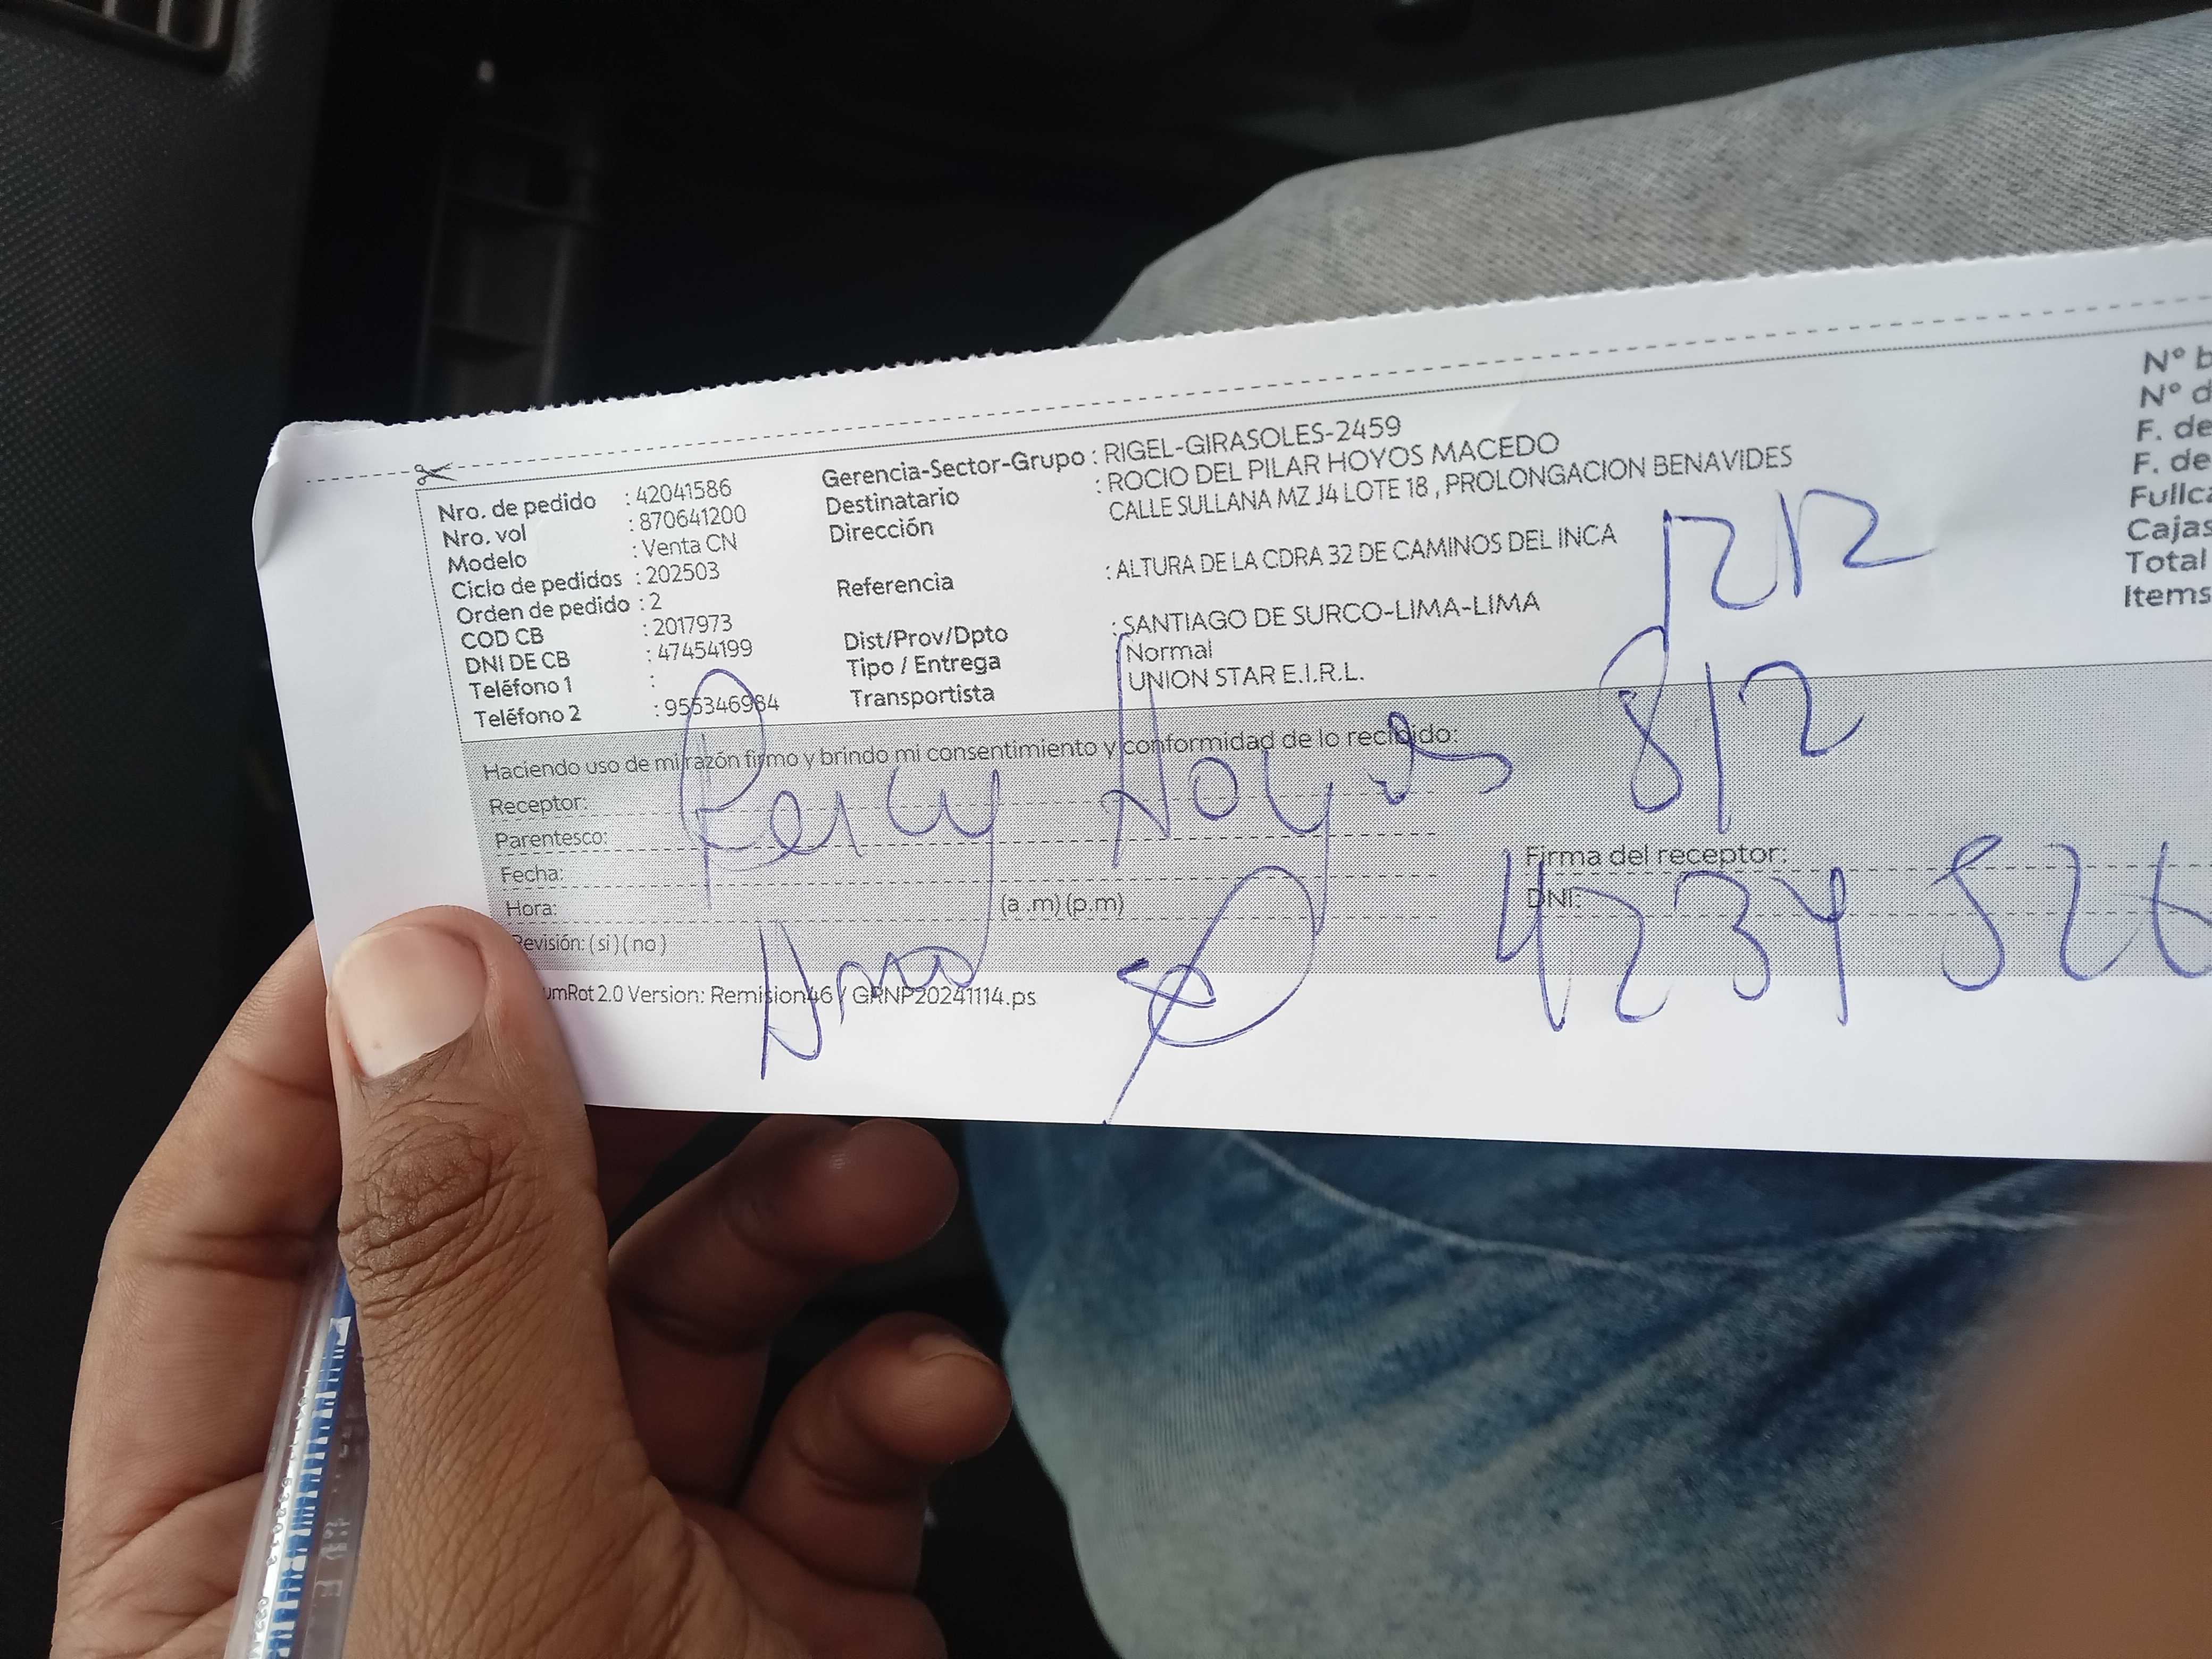 Nro. de pedido : 42041586
Nro. vol : 870641200
Modelo : Venta CN
Ciclo de pedidos : 202503
Orden de pedido : 2
COD CB : 2017973
DNI DE CB : 47454199
Teléfono 1 :
Teléfono 2 : 955346984
Gerencia-Sector-Grupo : RIGEL-GIRASOLES-2459
Destinatario : ROCIO DEL PILAR HOYOS MACEDO
Dirección CALLE SULLANA MZ J4 LOTE 18 , PROLONGACION BENAVIDES
Referencia : ALTURA DE LA CDRA 32 DE CAMINOS DEL INCA
Dist/Prov/Dpto : SANTIAGO DE SURCO-LIMA-LIMA
Tipo / Entrega Normal
Transportista UNION STAR E.I.R.L.
Nº
Nº
F. de
F. de
Cajas
Total
Items
1212
812
Haciendo uso de mi razón firmo y brindo mi consentimiento y conformidad de lo recibido:
Receptor:
Percy Hoyos
Parentesco:
Fecha:
Hora: (a .m) (p.m)
Revisión: ( si ) ( no )
Firma del receptor:
DNI:
4234 526
umRot 2.0 Version: Remision46 / GRNP20241114.ps